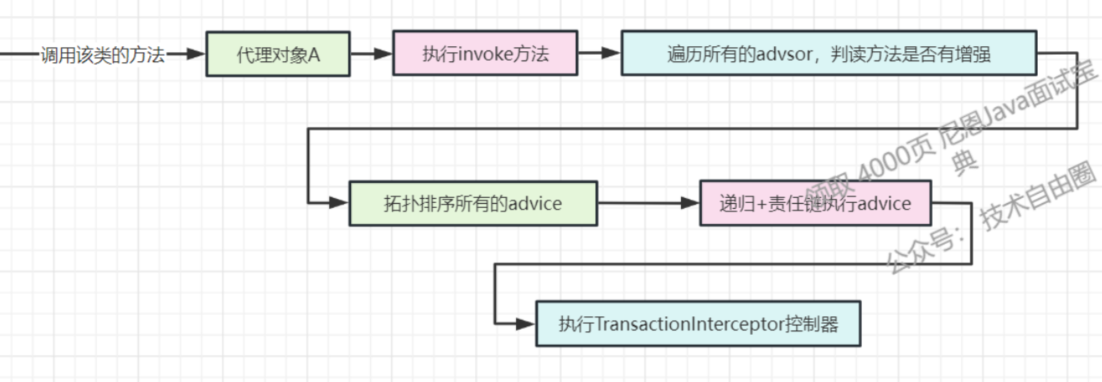 调用该类的方法
代理对象A
执行invoke方法
遍历所有的advsor，判读方法是否有增强
拓扑排序所有的advice
递归+责任链执行advice
执行TransactionInterceptor控制器
领取 4000页 尼恩Java面试宝
典
公众号： 技术自由圈